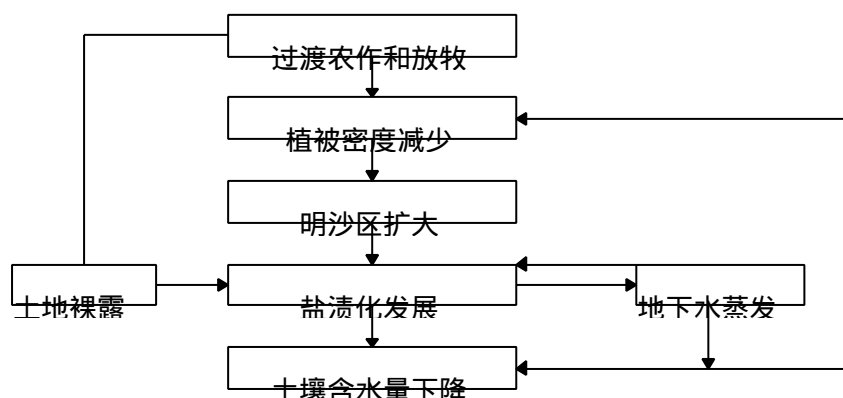 过渡农作和放牧
植被密度减少
明沙区扩大
土地裸露
盐渍化发展
地下水蒸发
土壤含水量下降